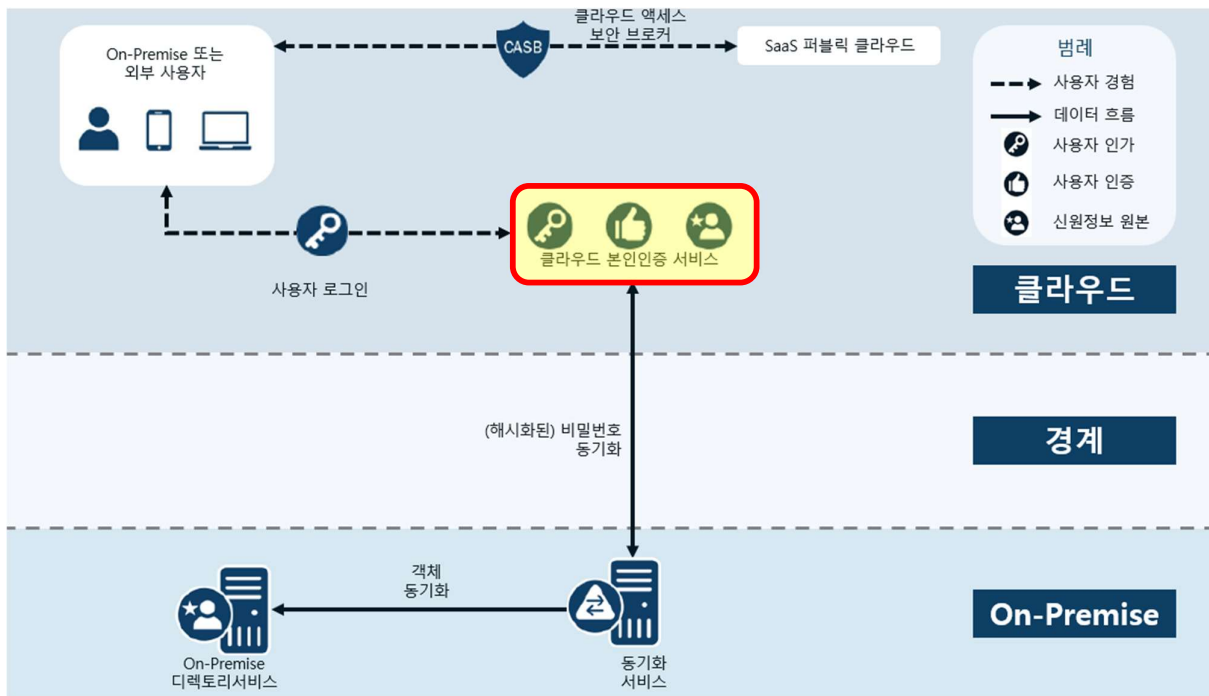 클라우드 액세스
보안 브로커
CASB
On-Premise 또는
외부 사용자
SaaS 퍼블릭 클라우드
범례
사용자 경험
데이터 흐름
사용자 인가
사용자 인증
신원정보 원본
클라우드 본인인증 서비스
사용자 로그인
클라우드
(해시화된) 비밀번호
동기화
경계
객체
동기화
On-Premise
On-Premise
디렉토리서비스
동기화
서비스